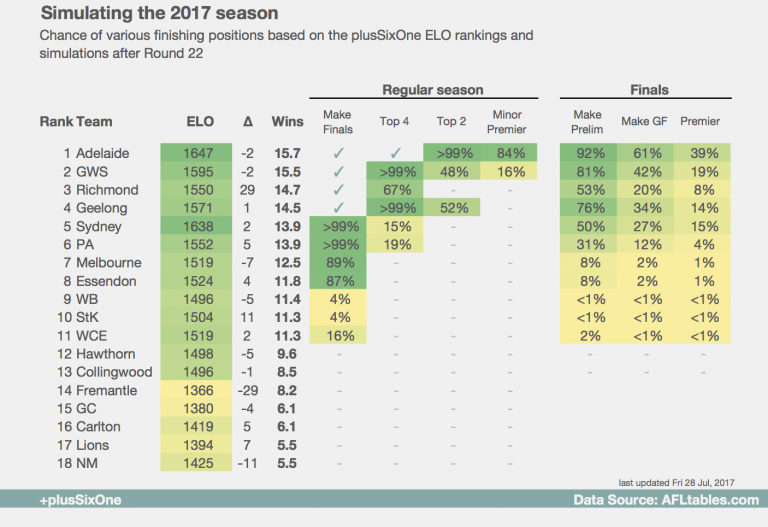 Simulating the 2017 season
Chance of various finishing positions based on the plusSixOne ELO rankings and
simulations after Round 22
Regular season Finals
Rank Team ELO Δ Wins Make Finals Top 4 Top 2 Minor Premier Make Prelim Make GF Premier
1 Adelaide 1647 -2 15.7 ✓ ✓ >99% 84% 92% 61% 39%
2 GWS 1595 -2 15.5 ✓ >99% 48% 16% 81% 42% 19%
3 Richmond 1550 29 14.7 ✓ 67% - - 53% 20% 8%
4 Geelong 1571 1 14.5 ✓ >99% 52% - 76% 34% 14%
5 Sydney 1638 2 13.9 >99% 15% - - 50% 27% 15%
6 PA 1552 5 13.9 >99% 19% - - 31% 12% 4%
7 Melbourne 1519 -7 12.5 89% - - - 8% 2% 1%
8 Essendon 1524 4 11.8 87% - - - 8% 2% 1%
9 WB 1496 -5 11.4 4% - - - <1% <1% <1%
10 StK 1504 11 11.3 4% - - - <1% <1% <1%
11 WCE 1519 2 11.3 16% - - - 2% <1% <1%
12 Hawthorn 1498 -5 9.6 - - - - - - -
13 Collingwood 1496 -1 8.5 - - - - - - -
14 Fremantle 1366 -29 8.2 - - - -
15 GC 1380 -4 6.1 - - - -
16 Carlton 1419 5 6.1 - - - -
17 Lions 1394 7 5.5 - - - -
18 NM 1425 -11 5.5 - - - -
last updated Fri 28 Jul, 2017
+plusSixOne Data Source: AFLtables.com